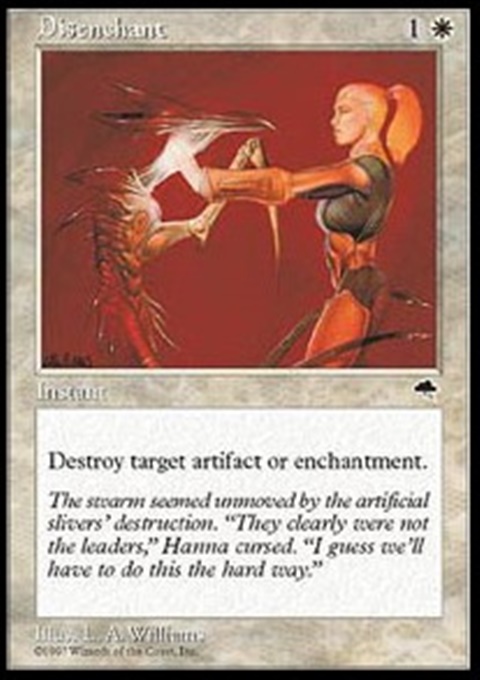 Disenchant 1
Instant
Destroy target artifact or enchantment.
The swarm seemed unmoved by the artificial
slivers' destruction. "They clearly were not
the leaders," Hanna cursed. "I guess we'll
have to do this the hard way."
Illus. L. A. Williams
©1997 Wizards of the Coast, Inc.